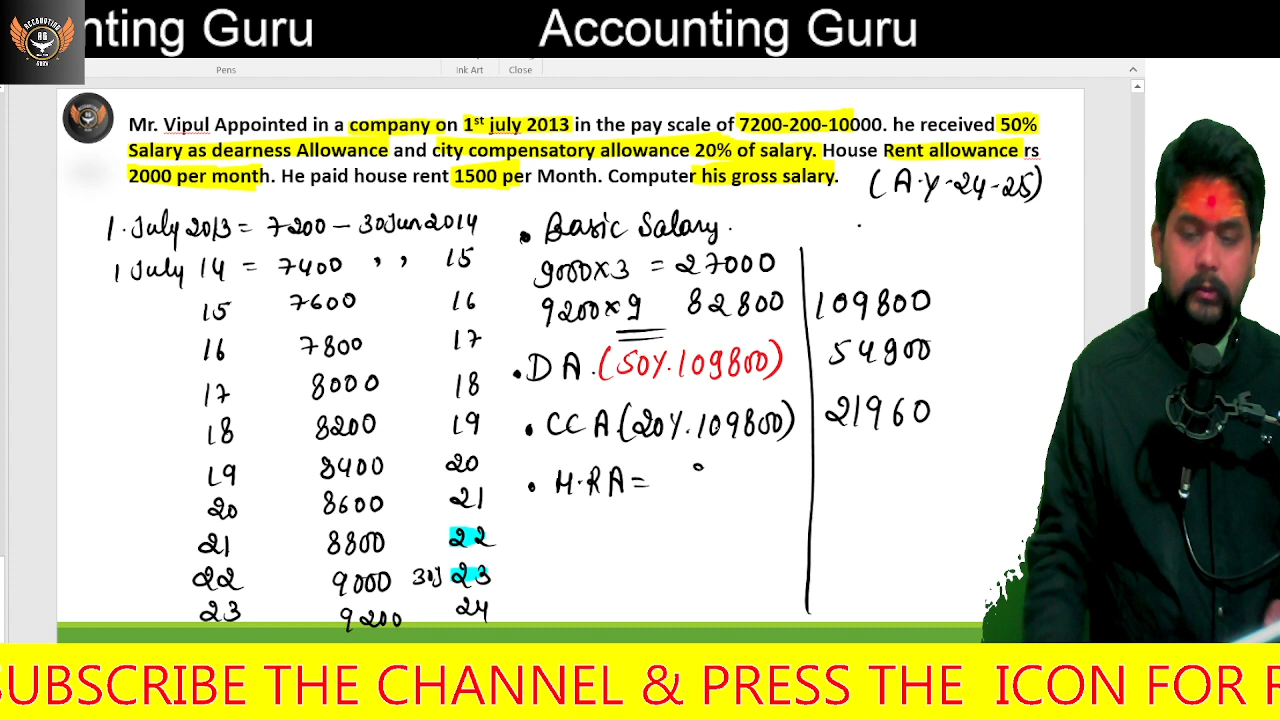 nting Guru
Accounting Guru
ACCOUNTING
AG
GURU
Pens
Ink Art
Close
Mr. Vipul Appointed in a company on 1st july 2013 in the pay scale of 7200-200-10000. he received 50%
Salary as dearness Allowance and city compensatory allowance 20% of salary. House Rent allowance rs
2000 per month. He paid house rent 1500 per Month. Computer his gross salary.
(A.Y-24-25)
1.July 2013 = 7200 - 30Jun 2014
1 July 14 = 7400 ,, 15
15 7600 16
16 7800 17
17 8000 18
18 8200 19
19 8400 20
20 8600 21
21 8800 22
22 9000 30J 23
23 9200 24
• Basic Salary.
9000x3 = 27000
9200x9 82800 109800
• DA.(50%.109800) 54900
• CCA(20%.109800) 21960
• H.RA=
SUBSCRIBE THE CHANNEL & PRESS THE ICON FOR